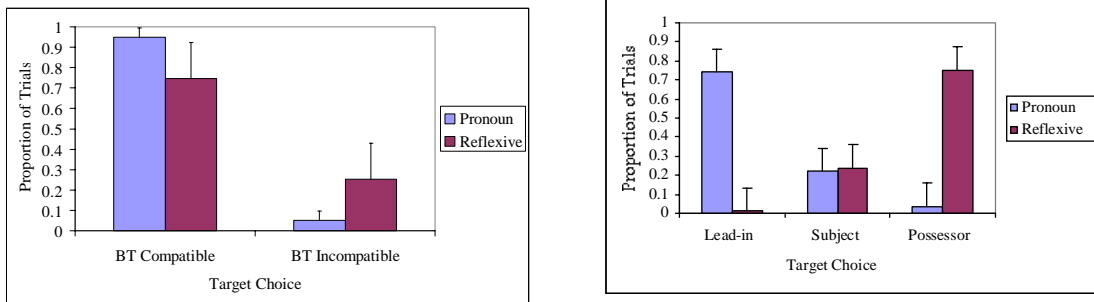 1
0.9
0.8
0.7
0.6
0.5
0.4
0.3
0.2
0.1
0
Proportion of Trials
BT Compatible BT Incompatible
Target Choice
Pronoun
Reflexive
1
0.9
0.8
0.7
0.6
0.5
0.4
0.3
0.2
0.1
0
Proportion of Trials
Lead-in Subject Possessor
Target Choice
Pronoun
Reflexive